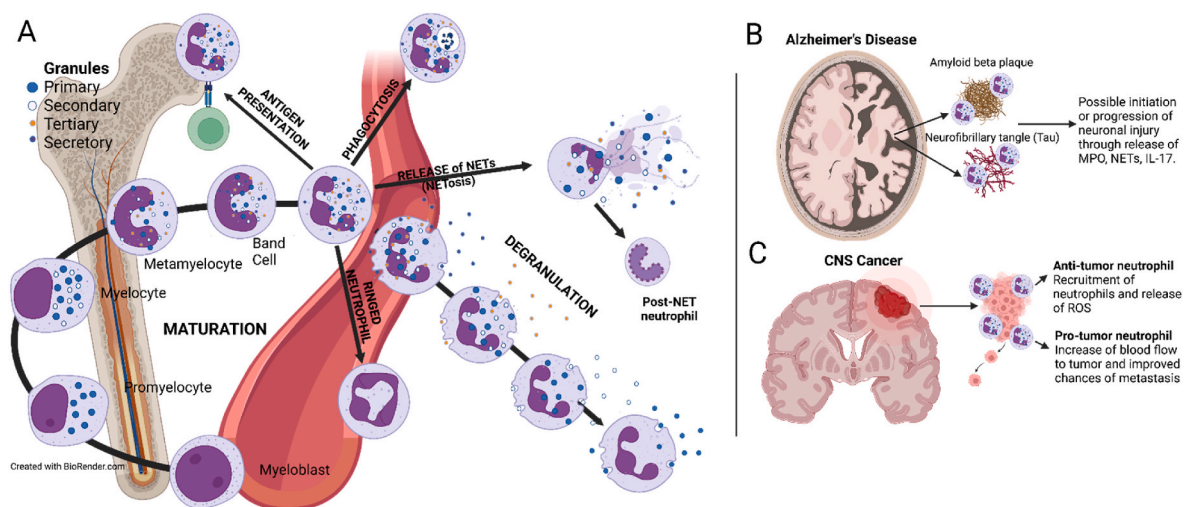 A
Granules
Primary
Secondary
Tertiary
Secretory
ANTIGEN
PRESENTATION
PHAGOCYTOSIS
RELEASE of NETs
(NETosis)
Post-NET
neutrophil
DEGRANULATION
RINGED
NEUTROPHIL
Band
Cell
Metamyelocyte
Myelocyte
MATURATION
Promyelocyte
Myeloblast
Created with BioRender.com
B
Alzheimer's Disease
Amyloid beta plaque
Neurofibrillary tangle (Tau)
Possible initiation
or progression of
neuronal injury
through release of
MPO, NETs, IL-17.
C
CNS Cancer
Anti-tumor neutrophil
Recruitment of
neutrophils and release
of ROS
Pro-tumor neutrophil
Increase of blood flow
to tumor and improved
chances of metastasis